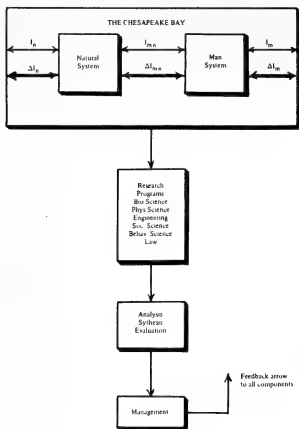 THE CHESAPEAKE BAY
Iₙ Iₘₙ Iₘ
Natural System
Man System
ΔIₙ ΔIₘₙ ΔIₘ
Research
Programs
Bio Science
Phys Science
Engineering
Soc Science
Behav Science
Law
Analysis
Sythesis
Evaluation
Management
Feedback arrow
to all components